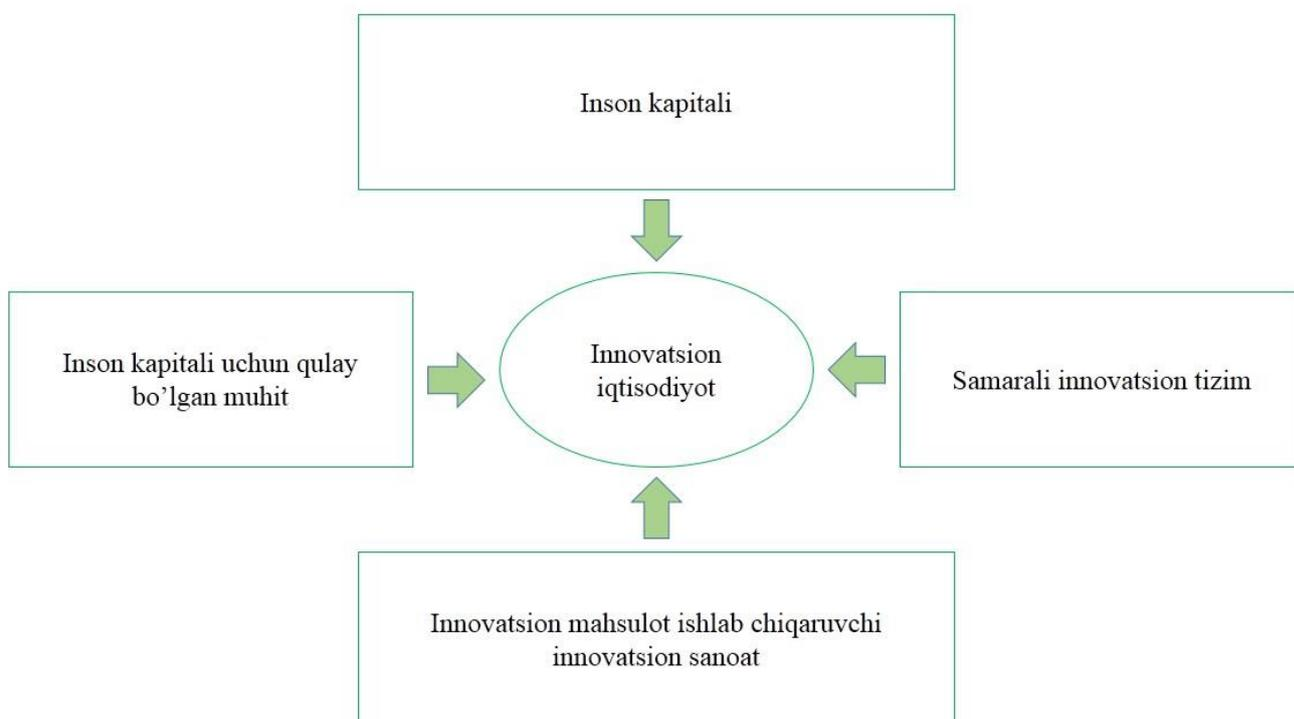 Inson kapitali
Inson kapitali uchun qulay
bo’lgan muhit
Innovatsion
iqtisodiyot
Samarali innovatsion tizim
Innovatsion mahsulot ishlab chiqaruvchi
innovatsion sanoat